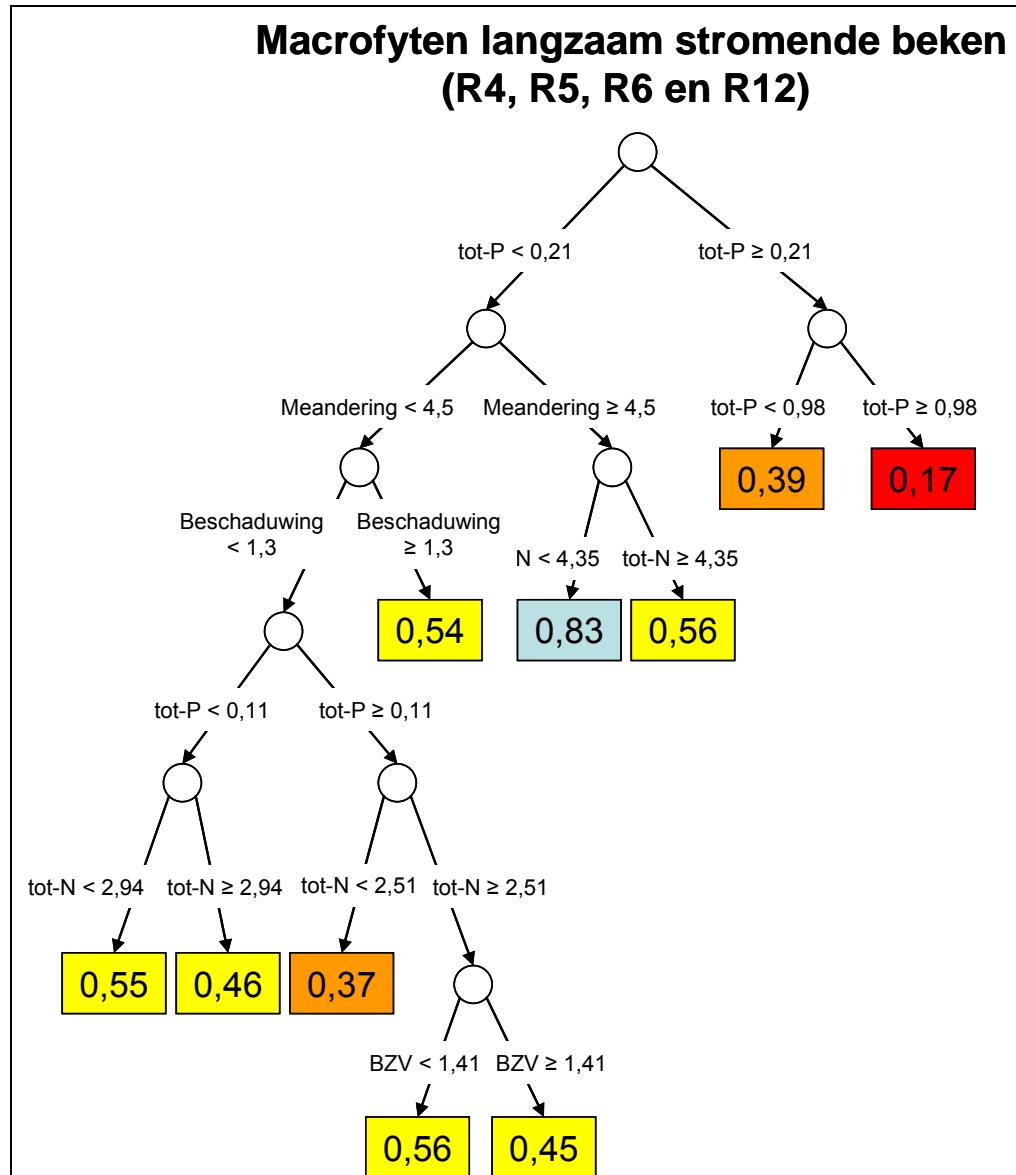 Macrofyten langzaam stromende beken
(R4, R5, R6 en R12)
tot-P < 0,21
tot-P ≥ 0,21
Meandering < 4,5
Meandering ≥ 4,5
tot-P < 0,98
tot-P ≥ 0,98
0,39
0,17
Beschaduwing
< 1,3
Beschaduwing
≥ 1,3
N < 4,35
tot-N ≥ 4,35
0,54
0,83
0,56
tot-P < 0,11
tot-P ≥ 0,11
tot-N < 2,94
tot-N ≥ 2,94
tot-N < 2,51
tot-N ≥ 2,51
0,55
0,46
0,37
BZV < 1,41
BZV ≥ 1,41
0,56
0,45